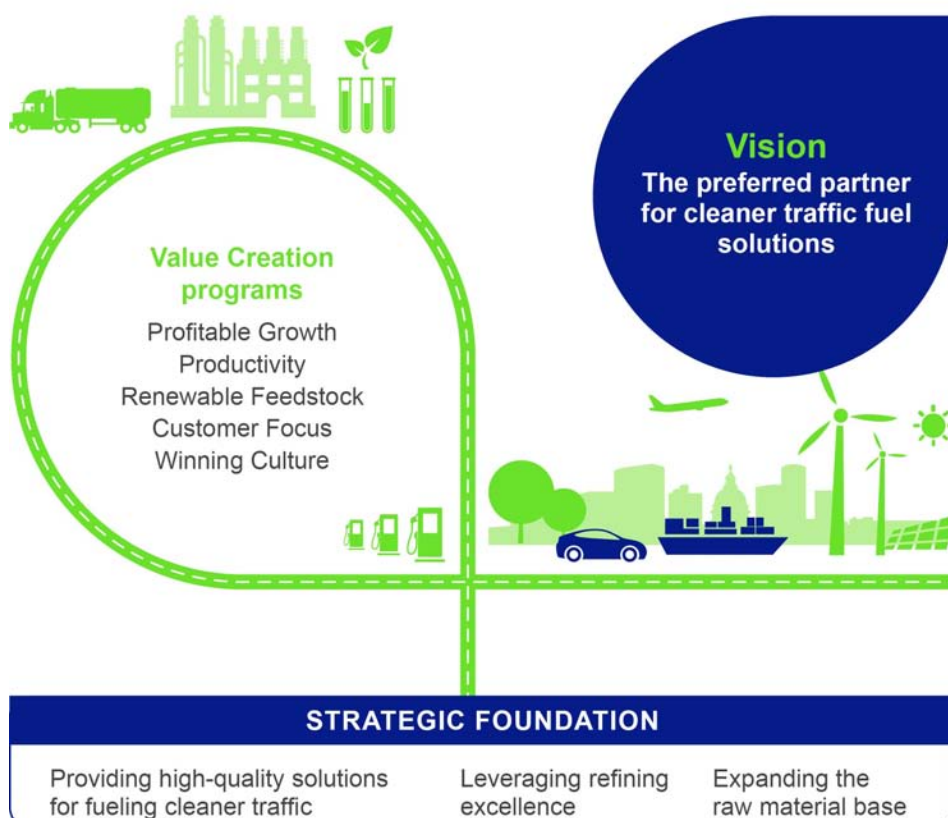 Vision
The preferred partner
for cleaner traffic fuel
solutions
Value Creation
programs
Profitable Growth
Productivity
Renewable Feedstock
Customer Focus
Winning Culture
STRATEGIC FOUNDATION
Providing high-quality solutions
for fueling cleaner traffic
Leveraging refining
excellence
Expanding the
raw material base